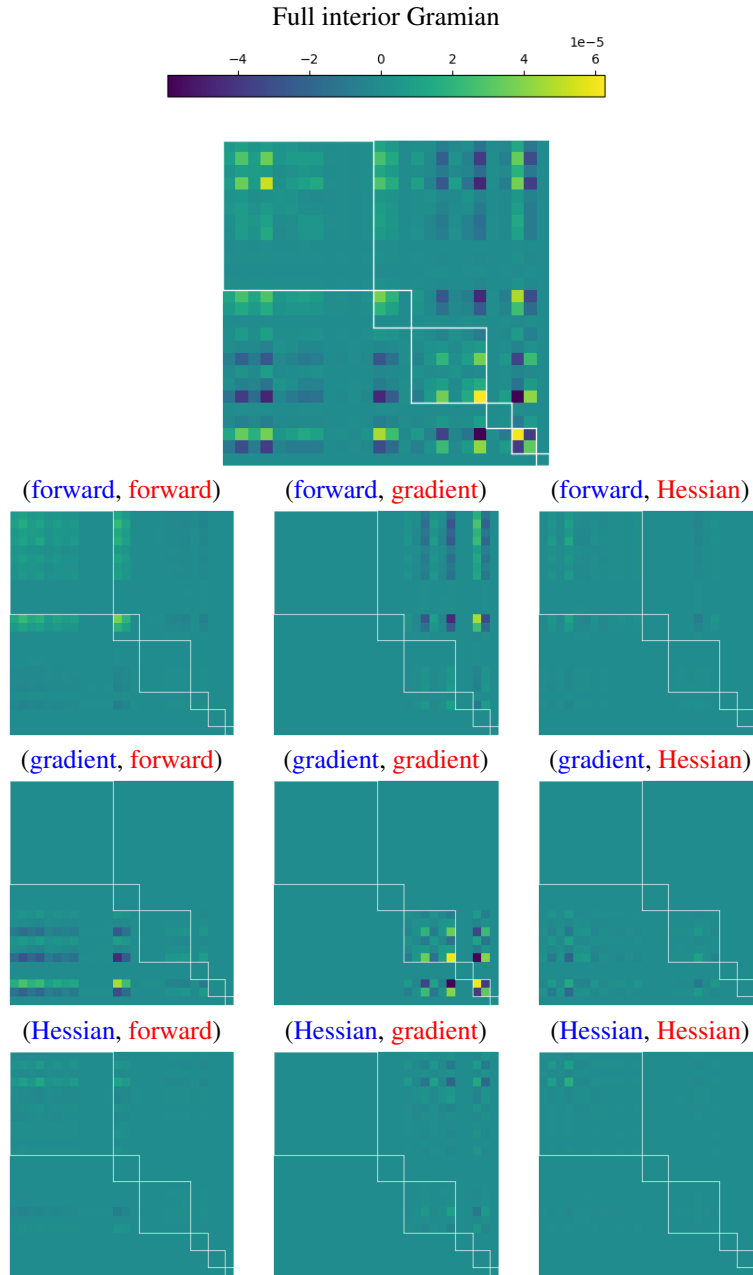 Full interior Gramian
1e−5
−4 −2 0 2 4 6
(forward, forward) (forward, gradient) (forward, Hessian)
(gradient, forward) (gradient, gradient) (gradient, Hessian)
(Hessian, forward) (Hessian, gradient) (Hessian, Hessian)